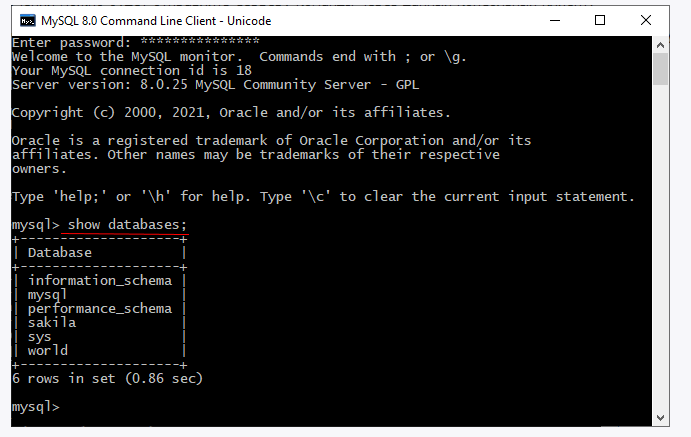 MySQL 8.0 Command Line Client - Unicode
Enter password: ***************
Welcome to the MySQL monitor.  Commands end with ; or \g.
Your MySQL connection id is 18
Server version: 8.0.25 MySQL Community Server - GPL

Copyright (c) 2000, 2021, Oracle and/or its affiliates.

Oracle is a registered trademark of Oracle Corporation and/or its
affiliates. Other names may be trademarks of their respective
owners.

Type 'help;' or '\h' for help. Type '\c' to clear the current input statement.

mysql> show databases;
+--------------------+
| Database           |
+--------------------+
| information_schema |
| mysql              |
| performance_schema |
| sakila             |
| sys                |
| world              |
+--------------------+
6 rows in set (0.86 sec)

mysql>